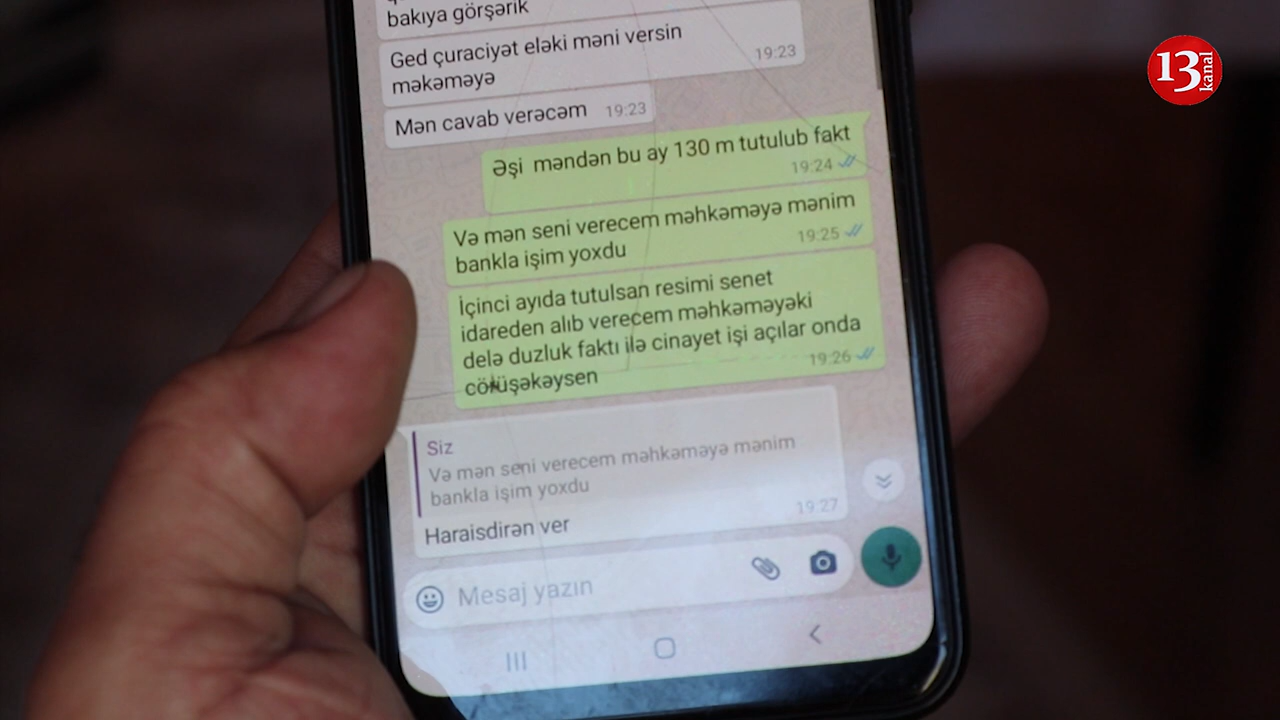 bakıya görşərik
Ged çuraciyət eləki məni versin
məkəməyə
19:23
Mən cavab verəcəm
19:23
Əşi məndən bu ay 130 m tutulub fakt
19:24
Və mən seni verecem məhkəməyə mənim
bankla işim yoxdu
19:25
İçinci ayıda tutulsan resimi senet
idareden alıb verecem məhkəməyəki
delə duzluk faktı ilə cinayet işi açılar onda
cölüşəkəysen
19:26
Siz
Və mən seni verecem məhkəməyə mənim
bankla işim yoxdu
19:27
Haraisdirən ver
Mesaj yazın
13
kanal